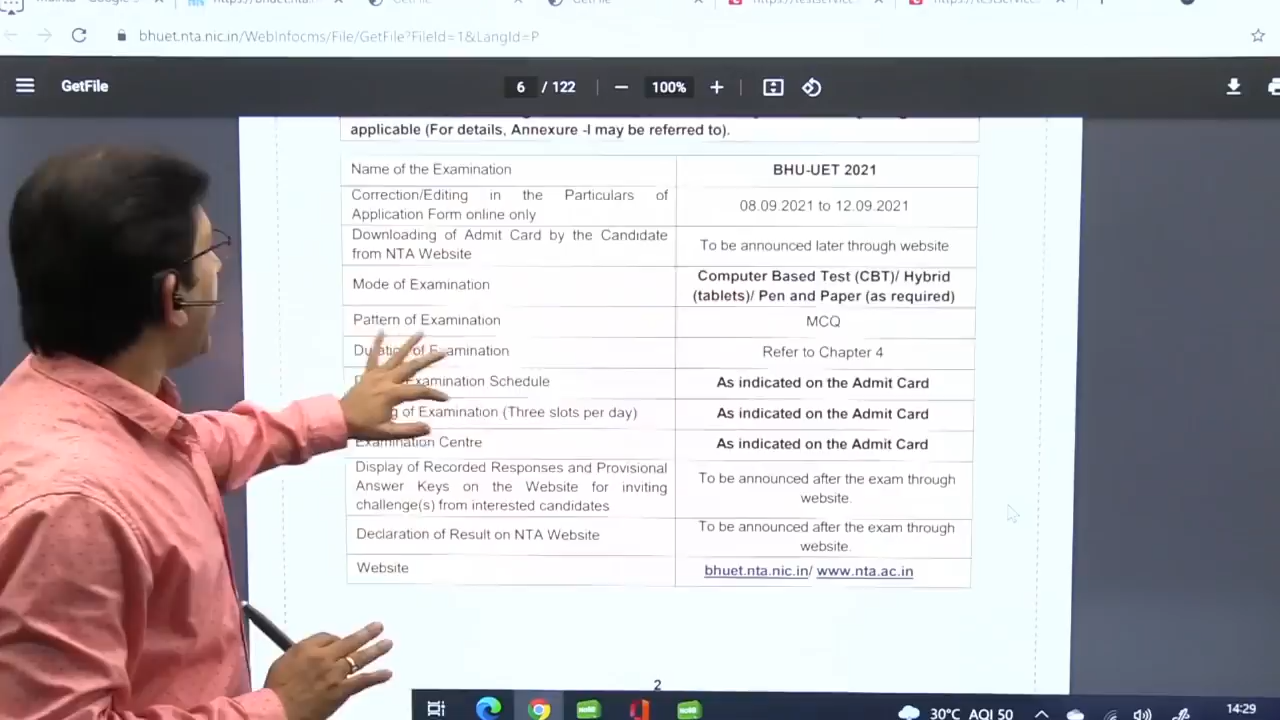 bhuet.nta.nic.in/WebInfocms/File/GetFile?FileId=1&LangId=P
GetFile
6 / 122
100%
applicable (For details, Annexure -I may be referred to).
Name of the Examination
BHU-UET 2021
Correction/Editing in the Particulars of
Application Form online only
08.09.2021 to 12.09.2021
Downloading of Admit Card by the Candidate
from NTA Website
To be announced later through website
Mode of Examination
Computer Based Test (CBT)/ Hybrid
(tablets)/ Pen and Paper (as required)
Pattern of Examination
MCQ
of Examination
Refer to Chapter 4
Examination Schedule
As indicated on the Admit Card
of Examination (Three slots per day)
As indicated on the Admit Card
Examination Centre
As indicated on the Admit Card
Display of Recorded Responses and Provisional
Answer Keys on the Website for inviting
challenge(s) from interested candidates
To be announced after the exam through
website.
Declaration of Result on NTA Website
To be announced after the exam through
website.
Website
bhuet.nta.nic.in/ www.nta.ac.in
2
30°C AQI 50
14:29